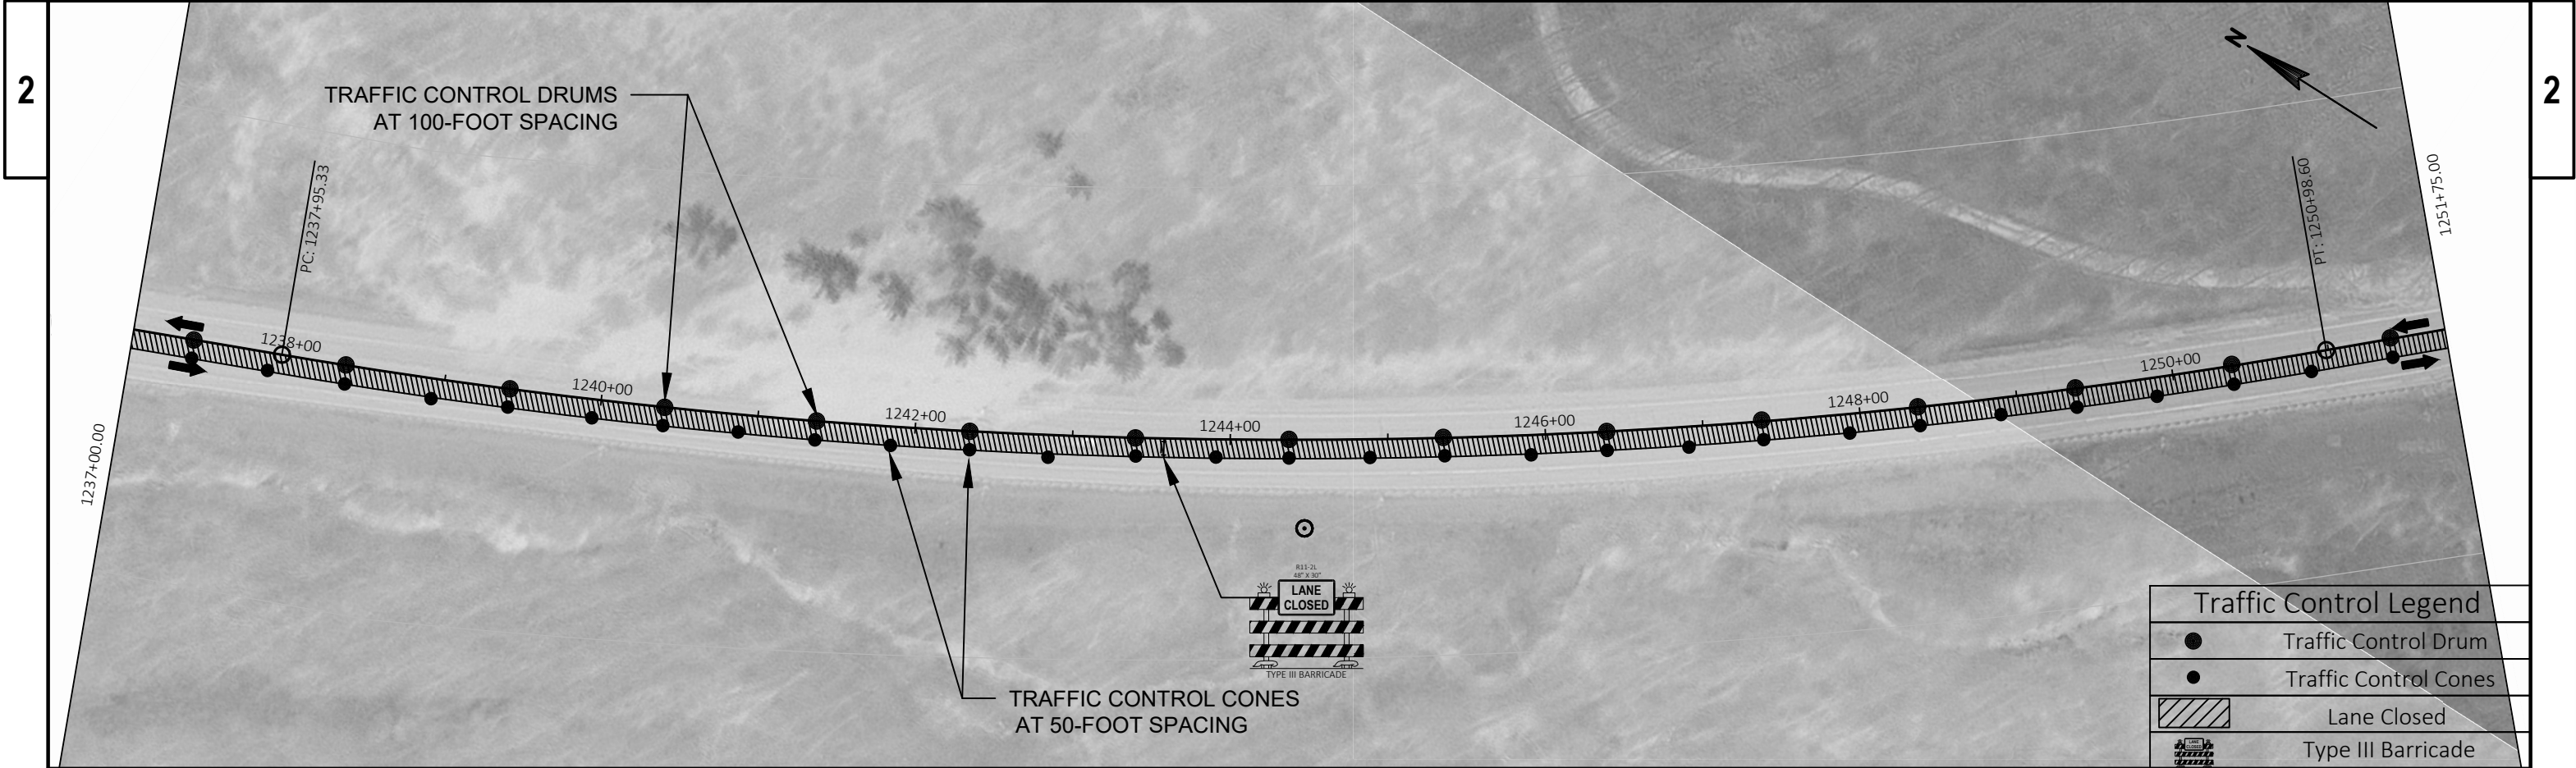 2
2
N
TRAFFIC CONTROL DRUMS
AT 100-FOOT SPACING
PC: 1237+95.33
PT: 1250+98.60
1251+75.00
1237+00.00
1238+00
1240+00
1242+00
1244+00
1246+00
1248+00
1250+00
R11-2L
48" X 30"
LANE
CLOSED
TYPE III BARRICADE
TRAFFIC CONTROL CONES
AT 50-FOOT SPACING
Traffic Control Legend
Traffic Control Drum
Traffic Control Cones
Lane Closed
LANE
CLOSED
Type III Barricade